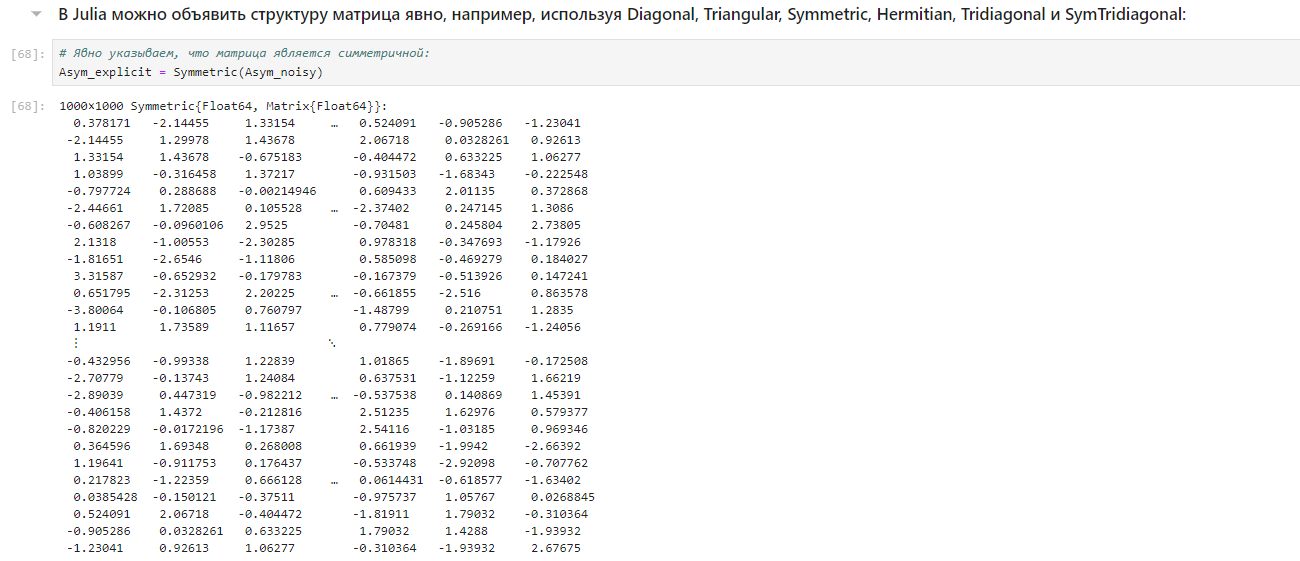 В Julia можно объявить структуру матрица явно, например, используя Diagonal, Triangular, Symmetric, Hermitian, Tridiagonal и SymTridiagonal:
[68]: # Явно указываем, что матрица является симметричной:
Asym_explicit = Symmetric(Asym_noisy)
[68]: 1000×1000 Symmetric{Float64, Matrix{Float64}}:
0.378171 -2.14455 1.33154 … 0.524091 -0.905286 -1.23041
-2.14455 1.29978 1.43678 2.06718 0.0328261 0.92613
1.33154 1.43678 -0.675183 -0.404472 0.633225 1.06277
1.03899 -0.316458 1.37217 -0.931503 -1.68343 -0.222548
-0.797724 0.288688 -0.00214946 0.609433 2.01135 0.372868
-2.44661 1.72085 0.105528 … -2.37402 0.247145 1.3086
-0.608267 -0.0960106 2.9525 -0.70481 0.245804 2.73805
2.1318 -1.00553 -2.30285 0.978318 -0.347693 -1.17926
-1.81651 -2.6546 -1.11806 0.585098 -0.469279 0.184027
3.31587 -0.652932 -0.179783 -0.167379 -0.513926 0.147241
0.651795 -2.31253 2.20225 … -0.661855 -2.516 0.863578
-3.80064 -0.106805 0.760797 -1.48799 0.210751 1.2835
1.1911 1.73589 1.11657 0.779074 -0.269166 -1.24056
⋮ ⋱
-0.432956 -0.99338 1.22839 1.01865 -1.89691 -0.172508
-2.70779 -0.13743 1.24084 0.637531 -1.12259 1.66219
-2.89039 0.447319 -0.982212 … -0.537538 0.140869 1.45391
-0.406158 1.4372 -0.212816 2.51235 1.62976 0.579377
-0.820229 -0.0172196 -1.17387 2.54116 -1.03185 0.969346
0.364596 1.69348 0.268008 0.661939 -1.9942 -2.66392
1.19641 -0.911753 0.176437 -0.533748 -2.92098 -0.707762
0.217823 -1.22359 0.666128 … 0.0614431 -0.618577 -1.63402
0.0385428 -0.150121 -0.37511 -0.975737 1.05767 0.0268845
0.524091 2.06718 -0.404472 -1.81911 1.79032 -0.310364
-0.905286 0.0328261 0.633225 1.79032 1.4288 -1.93932
-1.23041 0.92613 1.06277 -0.310364 -1.93932 2.67675